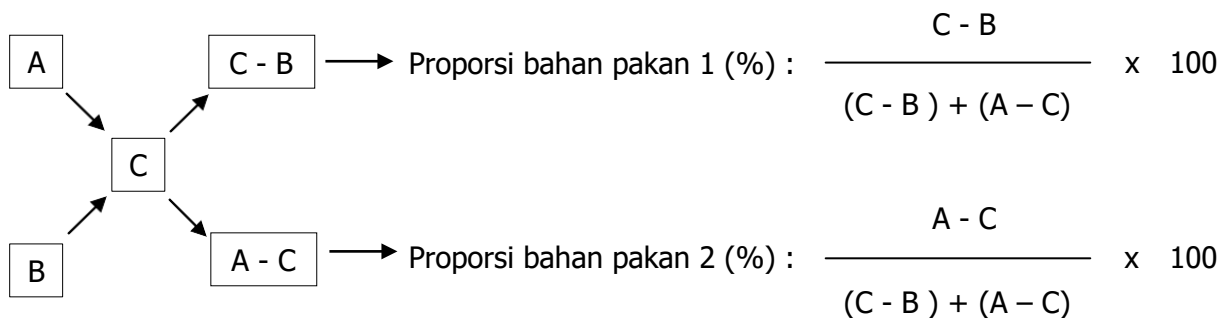 C - B
A
C - B
Proporsi bahan pakan 1 (%) :
x 100
(C - B ) + (A – C)
C
A - C
B
A - C
Proporsi bahan pakan 2 (%) :
x 100
(C - B ) + (A – C)